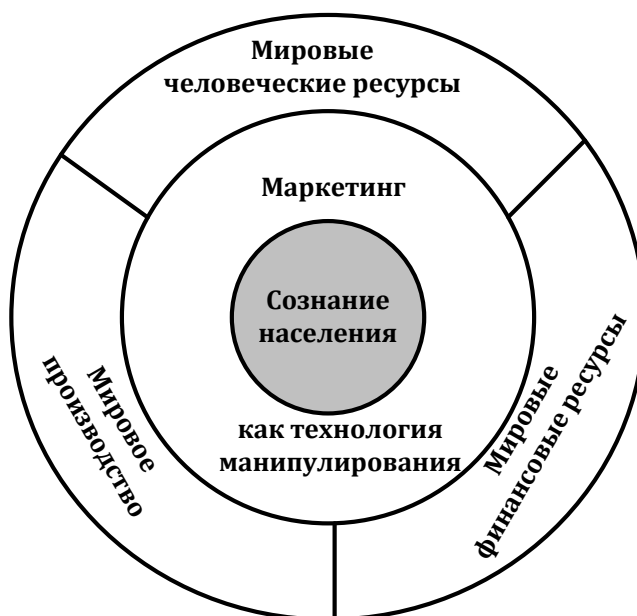 Мировые
человеческие ресурсы
Маркетинг
Сознание
населения
как технология
манипулирования
Мировое
производство
Мировые
финансовые ресурсы